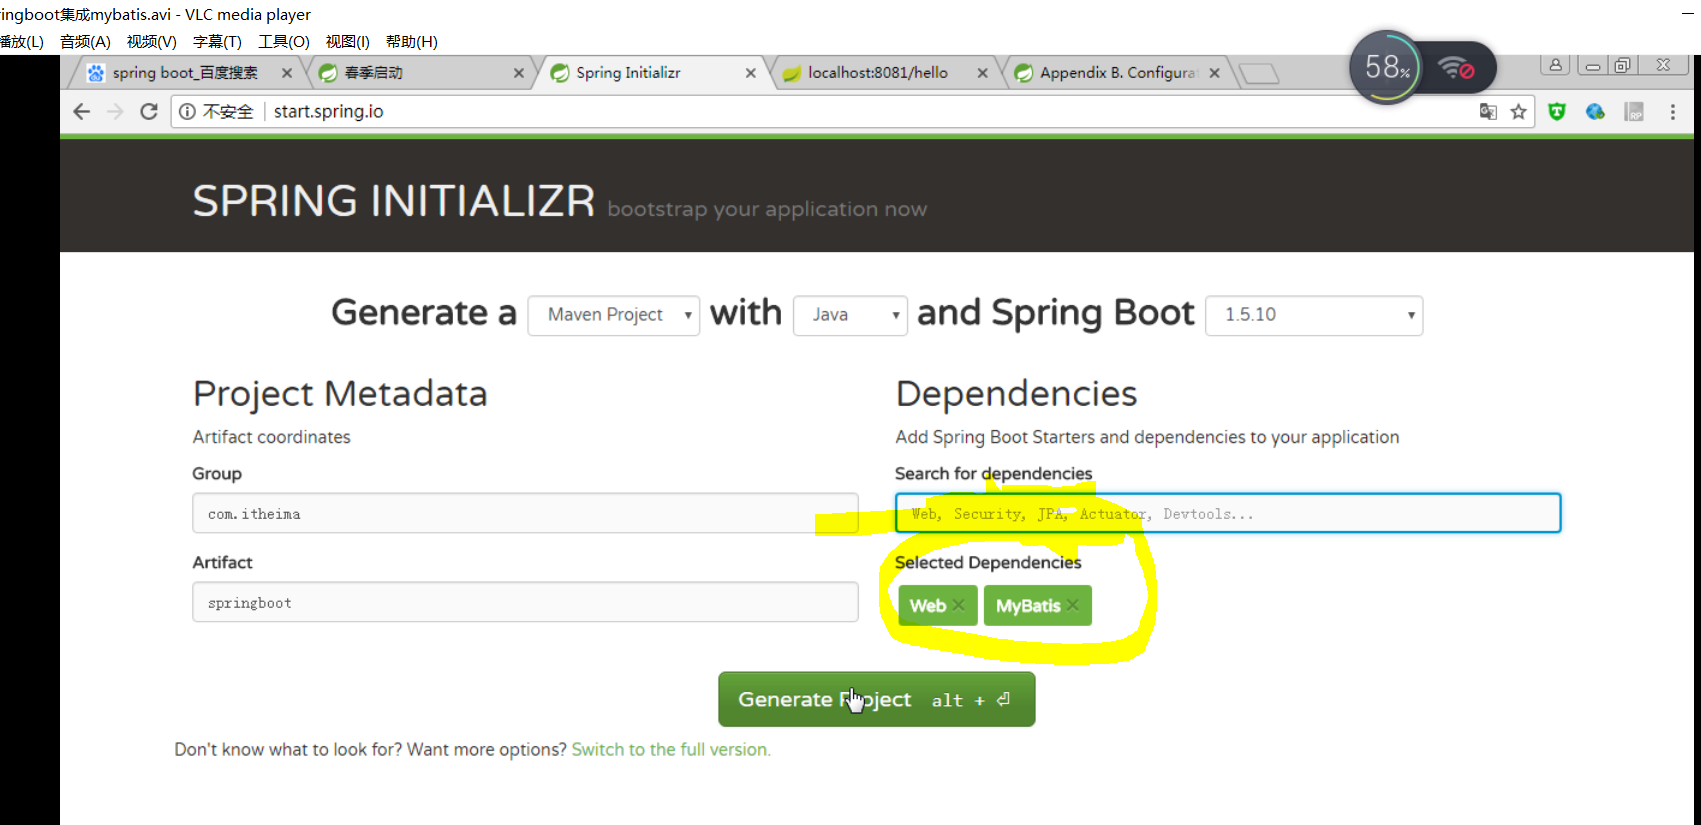 ingboot集成mybatis.avi - VLC media player
播放(L) 音频(A) 视频(V) 字幕(T) 工具(O) 视图(I) 帮助(H)
spring boot_百度搜索 春季启动 Spring Initializr localhost:8081/hello Appendix B. Configura
58%
不安全 start.spring.io
SPRING INITIALIZR bootstrap your application now
Generate a Maven Project with Java and Spring Boot 1.5.10
Project Metadata
Artifact coordinates
Group
com.itheima
Artifact
springboot
Dependencies
Add Spring Boot Starters and dependencies to your application
Search for dependencies
Web, Security, JPA, Actuator, Devtools...
Selected Dependencies
Web MyBatis
Generate Project alt +
Don't know what to look for? Want more options? Switch to the full version.